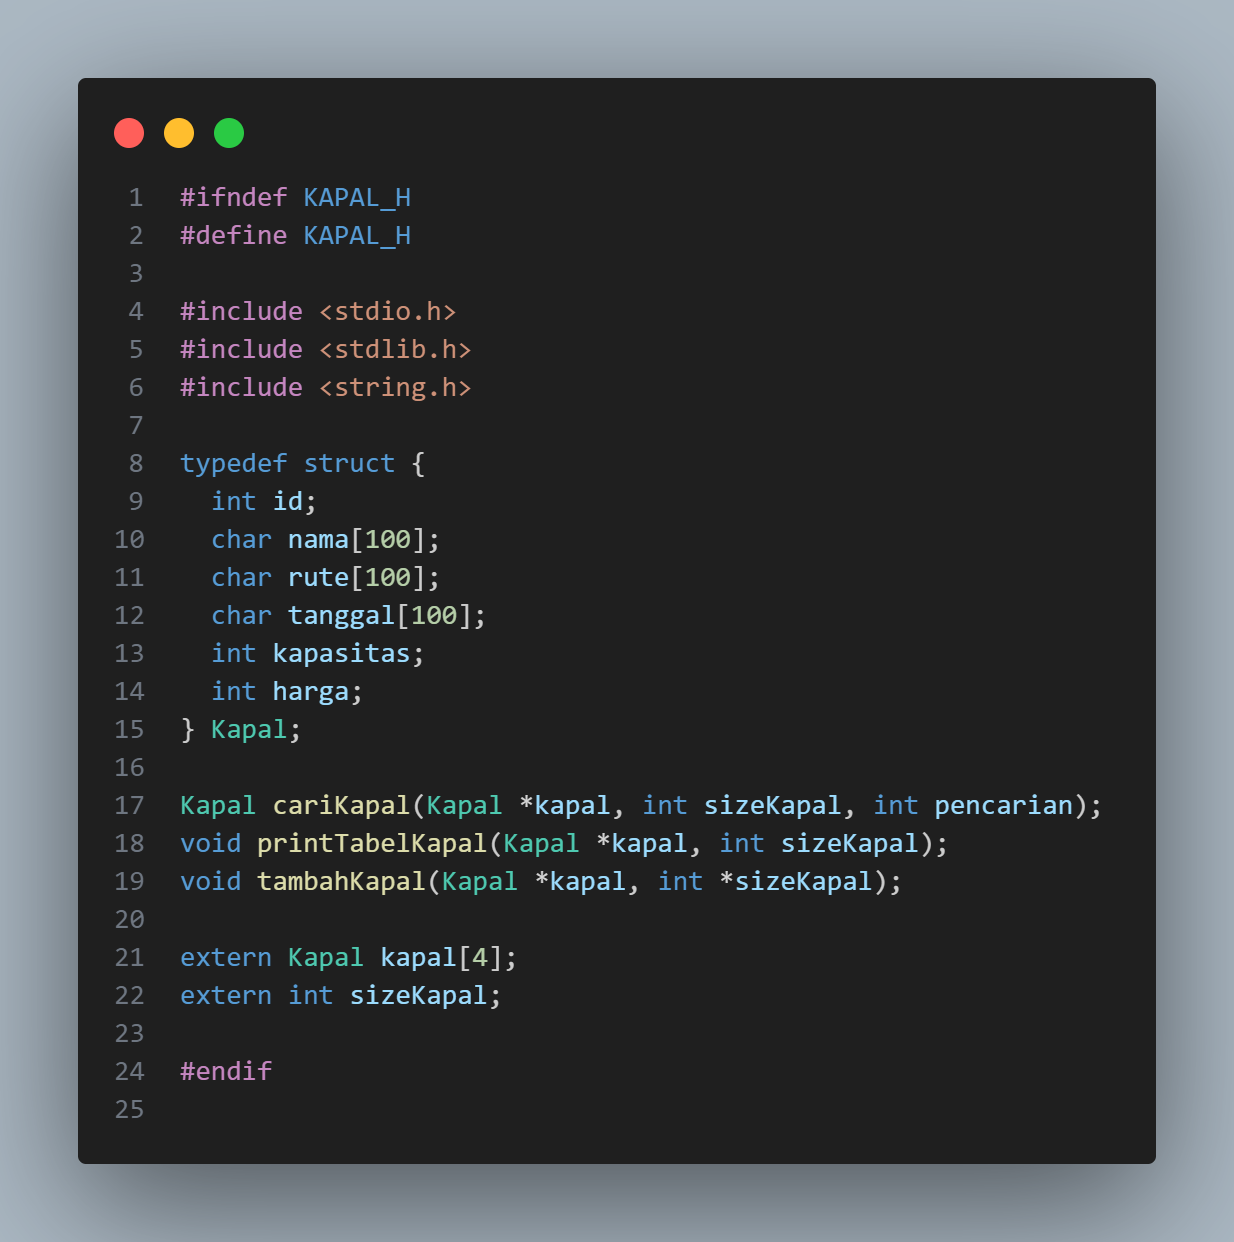 1 #ifndef KAPAL_H
2 #define KAPAL_H
3
4 #include <stdio.h>
5 #include <stdlib.h>
6 #include <string.h>
7
8 typedef struct {
9   int id;
10   char nama[100];
11   char rute[100];
12   char tanggal[100];
13   int kapasitas;
14   int harga;
15 } Kapal;
16
17 Kapal cariKapal(Kapal *kapal, int sizeKapal, int pencarian);
18 void printTabelKapal(Kapal *kapal, int sizeKapal);
19 void tambahKapal(Kapal *kapal, int *sizeKapal);
20
21 extern Kapal kapal[4];
22 extern int sizeKapal;
23
24 #endif
25